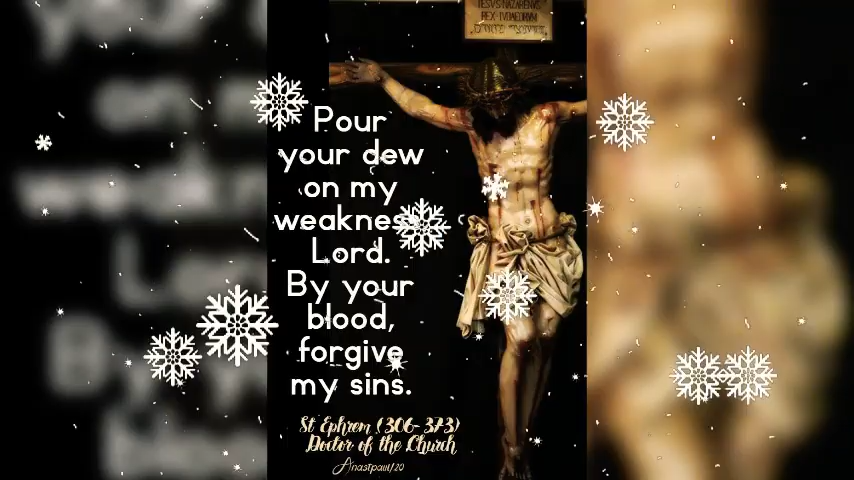 JESVS NAZARENVS
REX IVDAEORVM
Pour
your dew
on my
weakness
Lord.
By your
blood,
forgive
my sins.
St Ephrem (306-373)
Doctor of the Church
Anastpaul/20